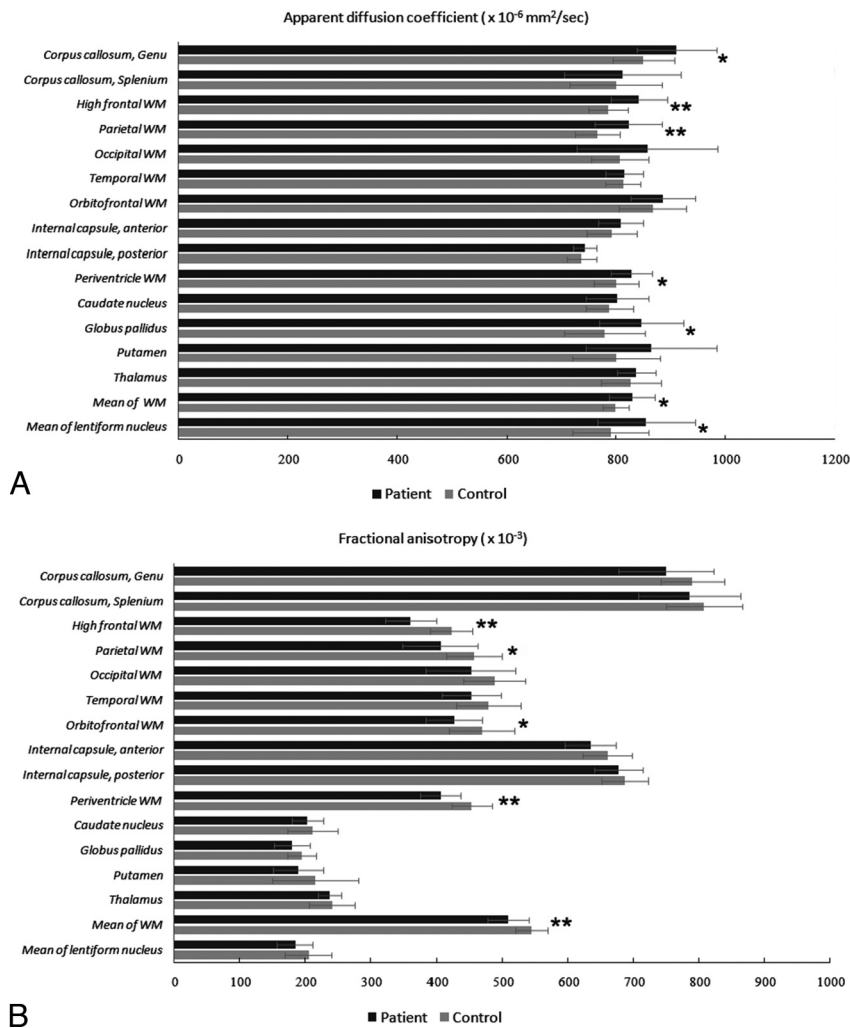 Apparent diffusion coefficient ( x 10⁻⁶ mm²/sec)
Corpus callosum, Genu
*
Corpus callosum, Splenium
High frontal WM
**
Parietal WM
**
Occipital WM
Temporal WM
Orbitofrontal WM
Internal capsule, anterior
Internal capsule, posterior
Periventricle WM
*
Caudate nucleus
Globus pallidus
*
Putamen
Thalamus
Mean of WM
*
Mean of lentiform nucleus
*
0 200 400 600 800 1000 1200
A
Patient Control
Fractional anisotropy ( x 10⁻³)
Corpus callosum, Genu
Corpus callosum, Splenium
High frontal WM
**
Parietal WM
*
Occipital WM
Temporal WM
Orbitofrontal WM
*
Internal capsule, anterior
Internal capsule, posterior
Periventricle WM
**
Caudate nucleus
Globus pallidus
Putamen
Thalamus
Mean of WM
**
Mean of lentiform nucleus
0 100 200 300 400 500 600 700 800 900 1000
B
Patient Control